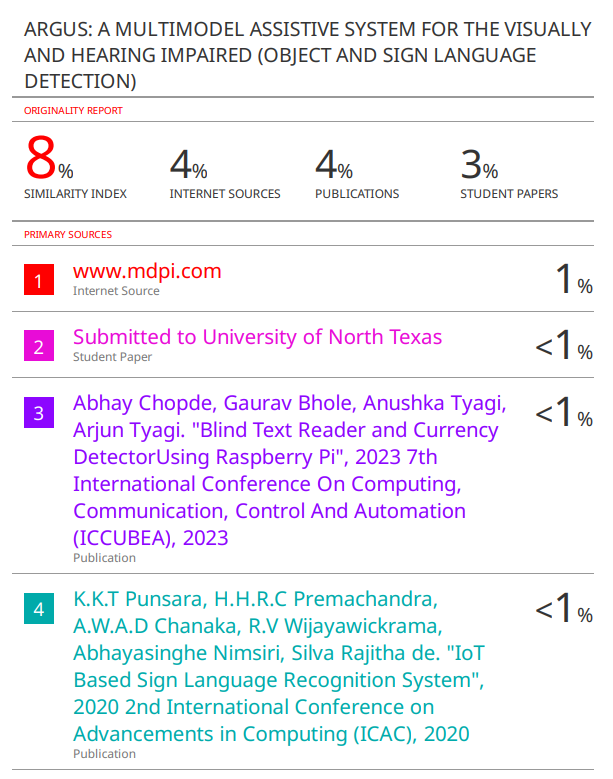 ARGUS: A MULTIMODEL ASSISTIVE SYSTEM FOR THE VISUALLY
AND HEARING IMPAIRED (OBJECT AND SIGN LANGUAGE
DETECTION)
ORIGINALITY REPORT
8% 4% 4% 3%
SIMILARITY INDEX INTERNET SOURCES PUBLICATIONS STUDENT PAPERS
PRIMARY SOURCES
1 www.mdpi.com 1%
Internet Source
2 Submitted to University of North Texas <1%
Student Paper
3 Abhay Chopde, Gaurav Bhole, Anushka Tyagi, <1%
Arjun Tyagi. "Blind Text Reader and Currency
DetectorUsing Raspberry Pi", 2023 7th
International Conference On Computing,
Communication, Control And Automation
(ICCUBEA), 2023
Publication
4 K.K.T Punsara, H.H.R.C Premachandra, <1%
A.W.A.D Chanaka, R.V Wijayawickrama,
Abhayasinghe Nimsiri, Silva Rajitha de. "IoT
Based Sign Language Recognition System",
2020 2nd International Conference on
Advancements in Computing (ICAC), 2020
Publication